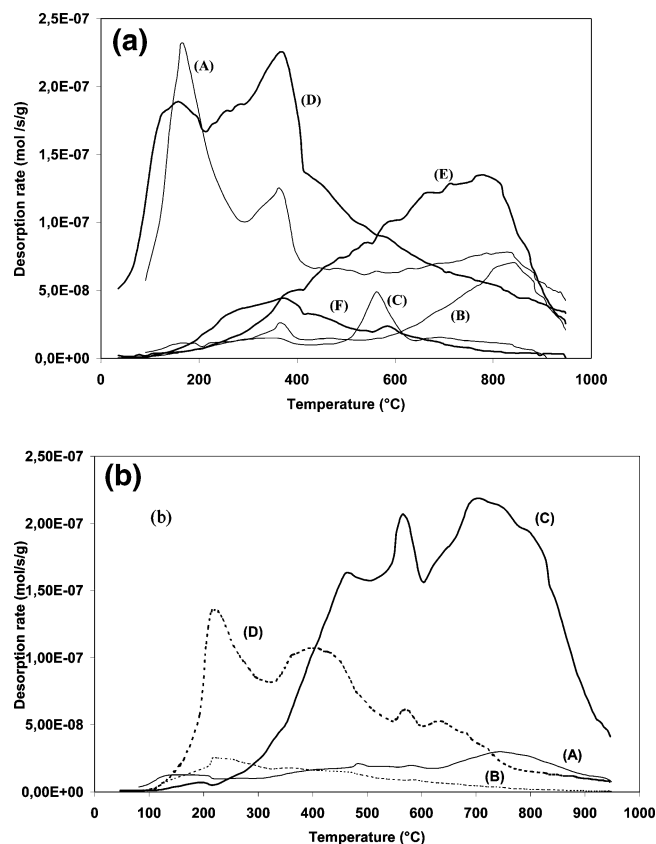 (a)
2,5E-07
2,0E-07
1,5E-07
1,0E-07
5,0E-08
0,0E+00
Desorption rate (mol /s/g)
(A)
(D)
(E)
(F)
(C)
(B)
0
200
400
600
800
1000
Temperature (°C)
(b)
2,50E-07
2,00E-07
1,50E-07
1,00E-07
5,00E-08
0,00E+00
Desorption rate (mol/s/g)
(b)
(C)
(D)
(A)
(B)
0
100
200
300
400
500
600
700
800
900
1000
Temperature (°C)